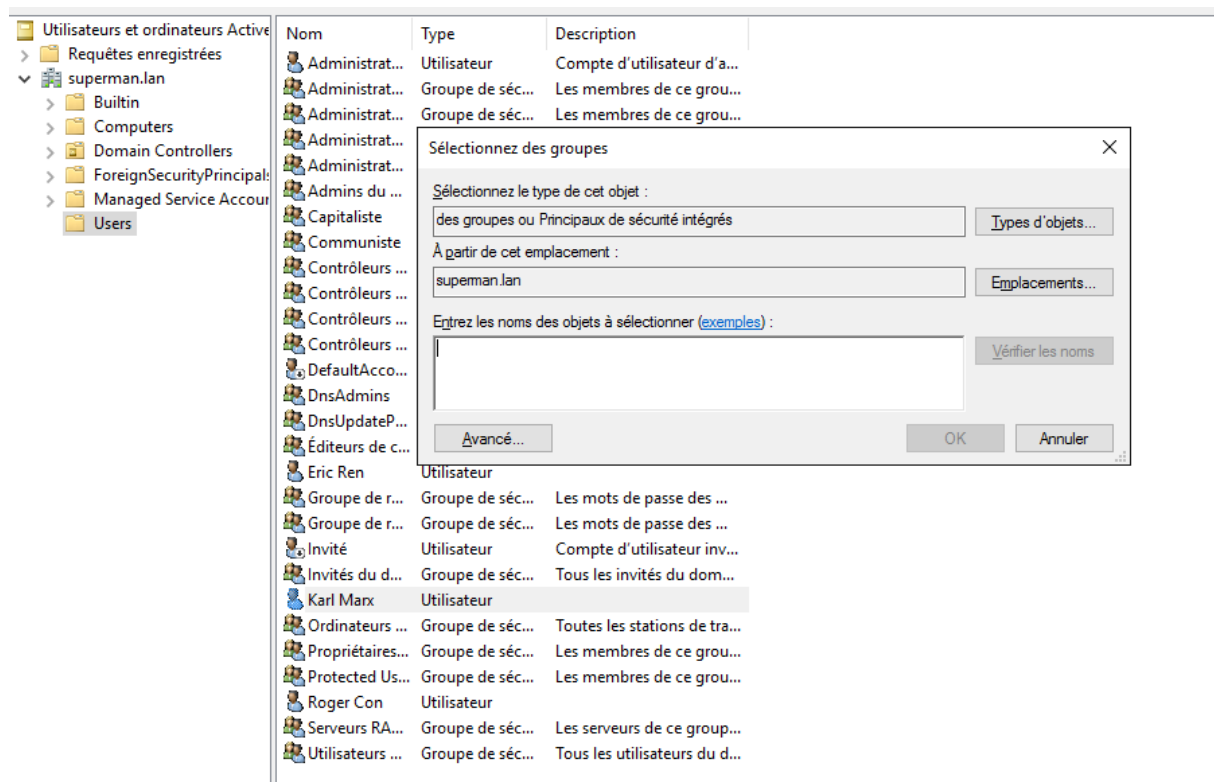 Utilisateurs et ordinateurs Active
Requêtes enregistrées
superman.lan
Builtin
Computers
Domain Controllers
ForeignSecurityPrincipals
Managed Service Accour
Users
Nom Type Description
Administrat... Utilisateur Compte d'utilisateur d'a...
Administrat... Groupe de séc... Les membres de ce grou...
Administrat... Groupe de séc... Les membres de ce grou...
Administrat...
Administrat...
Admins du ...
Capitaliste
Communiste
Contrôleurs ...
Contrôleurs ...
Contrôleurs ...
Contrôleurs ...
DefaultAcco...
DnsAdmins
DnsUpdateP...
Éditeurs de c...
Eric Ren Utilisateur
Groupe de r... Groupe de séc... Les mots de passe des ...
Groupe de r... Groupe de séc... Les mots de passe des ...
Invité Utilisateur Compte d'utilisateur inv...
Invités du d... Groupe de séc... Tous les invités du dom...
Karl Marx Utilisateur
Ordinateurs ... Groupe de séc... Toutes les stations de tra...
Propriétaires... Groupe de séc... Les membres de ce grou...
Protected Us... Groupe de séc... Les membres de ce grou...
Roger Con Utilisateur
Serveurs RA... Groupe de séc... Les serveurs de ce group...
Utilisateurs ... Groupe de séc... Tous les utilisateurs du d...
Sélectionnez des groupes
Sélectionnez le type de cet objet :
des groupes ou Principaux de sécurité intégrés
Types d'objets...
À partir de cet emplacement :
superman.lan
Emplacements...
Entrez les noms des objets à sélectionner (exemples) :
Vérifier les noms
Avancé...
OK
Annuler